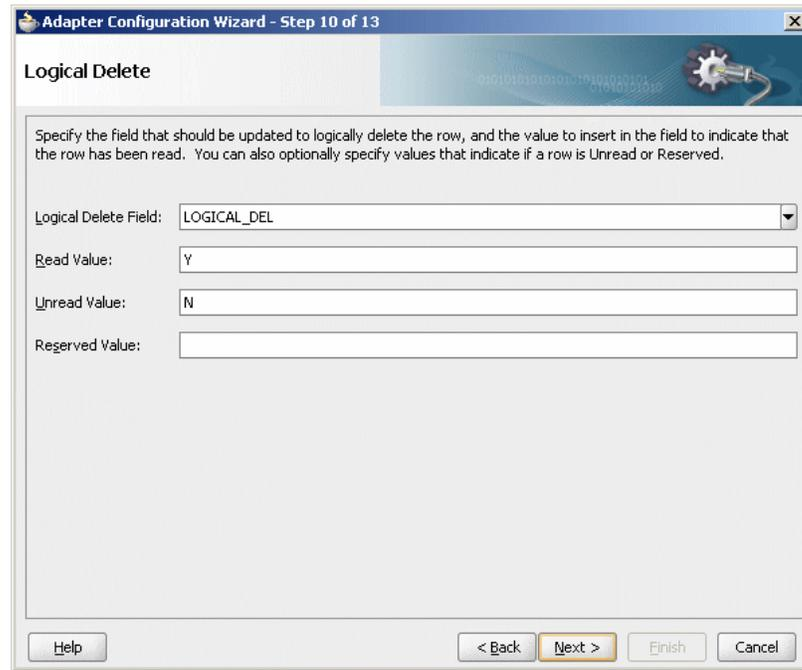 Adapter Configuration Wizard - Step 10 of 13
Logical Delete
Specify the field that should be updated to logically delete the row, and the value to insert in the field to indicate that
the row has been read. You can also optionally specify values that indicate if a row is Unread or Reserved.
Logical Delete Field: LOGICAL_DEL
Read Value: Y
Unread Value: N
Reserved Value:
Help < Back Next > Finish Cancel